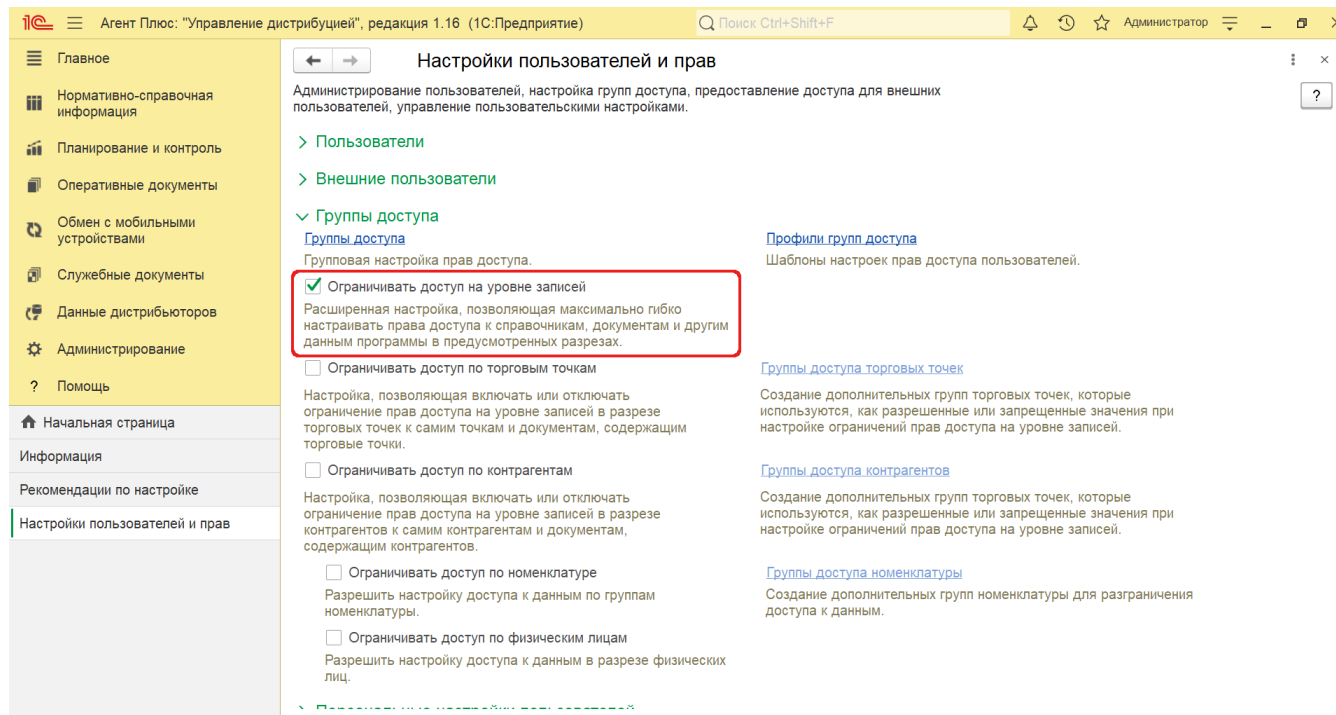 1С Агент Плюс: "Управление дистрибуцией", редакция 1.16 (1С:Предприятие) Поиск Ctrl+Shift+F Администратор
Главное
Нормативно-справочная
информация
Планирование и контроль
Оперативные документы
Обмен с мобильными
устройствами
Служебные документы
Данные дистрибьюторов
Администрирование
? Помощь
Начальная страница
Информация
Рекомендации по настройке
Настройки пользователей и прав
Настройки пользователей и прав
Администрирование пользователей, настройка групп доступа, предоставление доступа для внешних
пользователей, управление пользовательскими настройками.
?
Пользователи
Внешние пользователи
Группы доступа
Группы доступа
Групповая настройка прав доступа.
Профили групп доступа
Шаблоны настроек прав доступа пользователей.
Ограничивать доступ на уровне записей
Расширенная настройка, позволяющая максимально гибко
настраивать права доступа к справочникам, документам и другим
данным программы в предусмотренных разрезах.
Ограничивать доступ по торговым точкам
Настройка, позволяющая включать или отключать
ограничение прав доступа на уровне записей в разрезе
торговых точек к самим точкам и документам, содержащим
торговые точки.
Группы доступа торговых точек
Создание дополнительных групп торговых точек, которые
используются, как разрешенные или запрещенные значения при
настройке ограничений прав доступа на уровне записей.
Ограничивать доступ по контрагентам
Настройка, позволяющая включать или отключать
ограничение прав доступа на уровне записей в разрезе
контрагентов к самим контрагентам и документам,
содержащим контрагентов.
Группы доступа контрагентов
Создание дополнительных групп торговых точек, которые
используются, как разрешенные или запрещенные значения при
настройке ограничений прав доступа на уровне записей.
Ограничивать доступ по номенклатуре
Разрешить настройку доступа к данным по группам
номенклатуры.
Группы доступа номенклатуры
Создание дополнительных групп номенклатуры для разграничения
доступа к данным.
Ограничивать доступ по физическим лицам
Разрешить настройку доступа к данным в разрезе физических
лиц.